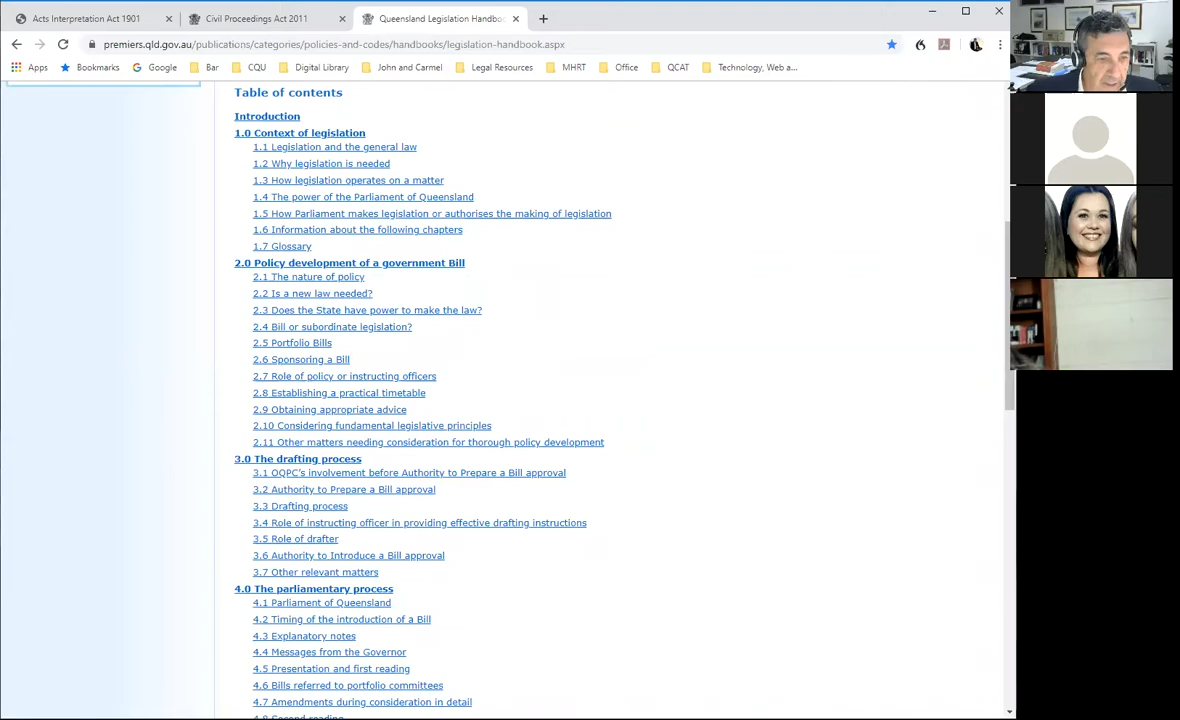 Acts Interpretation Act 1901
Civil Proceedings Act 2011
Queensland Legislation Handbo
premiers.qld.gov.au/publications/categories/policies-and-codes/handbooks/legislation-handbook.aspx
Apps Bookmarks Google Bar CQU Digital Library John and Carmel Legal Resources MHRT Office QCAT Technology, Web a...
Table of contents
Introduction
1.0 Context of legislation
1.1 Legislation and the general law
1.2 Why legislation is needed
1.3 How legislation operates on a matter
1.4 The power of the Parliament of Queensland
1.5 How Parliament makes legislation or authorises the making of legislation
1.6 Information about the following chapters
1.7 Glossary
2.0 Policy development of a government Bill
2.1 The nature of policy
2.2 Is a new law needed?
2.3 Does the State have power to make the law?
2.4 Bill or subordinate legislation?
2.5 Portfolio Bills
2.6 Sponsoring a Bill
2.7 Role of policy or instructing officers
2.8 Establishing a practical timetable
2.9 Obtaining appropriate advice
2.10 Considering fundamental legislative principles
2.11 Other matters needing consideration for thorough policy development
3.0 The drafting process
3.1 OQPC's involvement before Authority to Prepare a Bill approval
3.2 Authority to Prepare a Bill approval
3.3 Drafting process
3.4 Role of instructing officer in providing effective drafting instructions
3.5 Role of drafter
3.6 Authority to Introduce a Bill approval
3.7 Other relevant matters
4.0 The parliamentary process
4.1 Parliament of Queensland
4.2 Timing of the introduction of a Bill
4.3 Explanatory notes
4.4 Messages from the Governor
4.5 Presentation and first reading
4.6 Bills referred to portfolio committees
4.7 Amendments during consideration in detail
4.8 Second reading